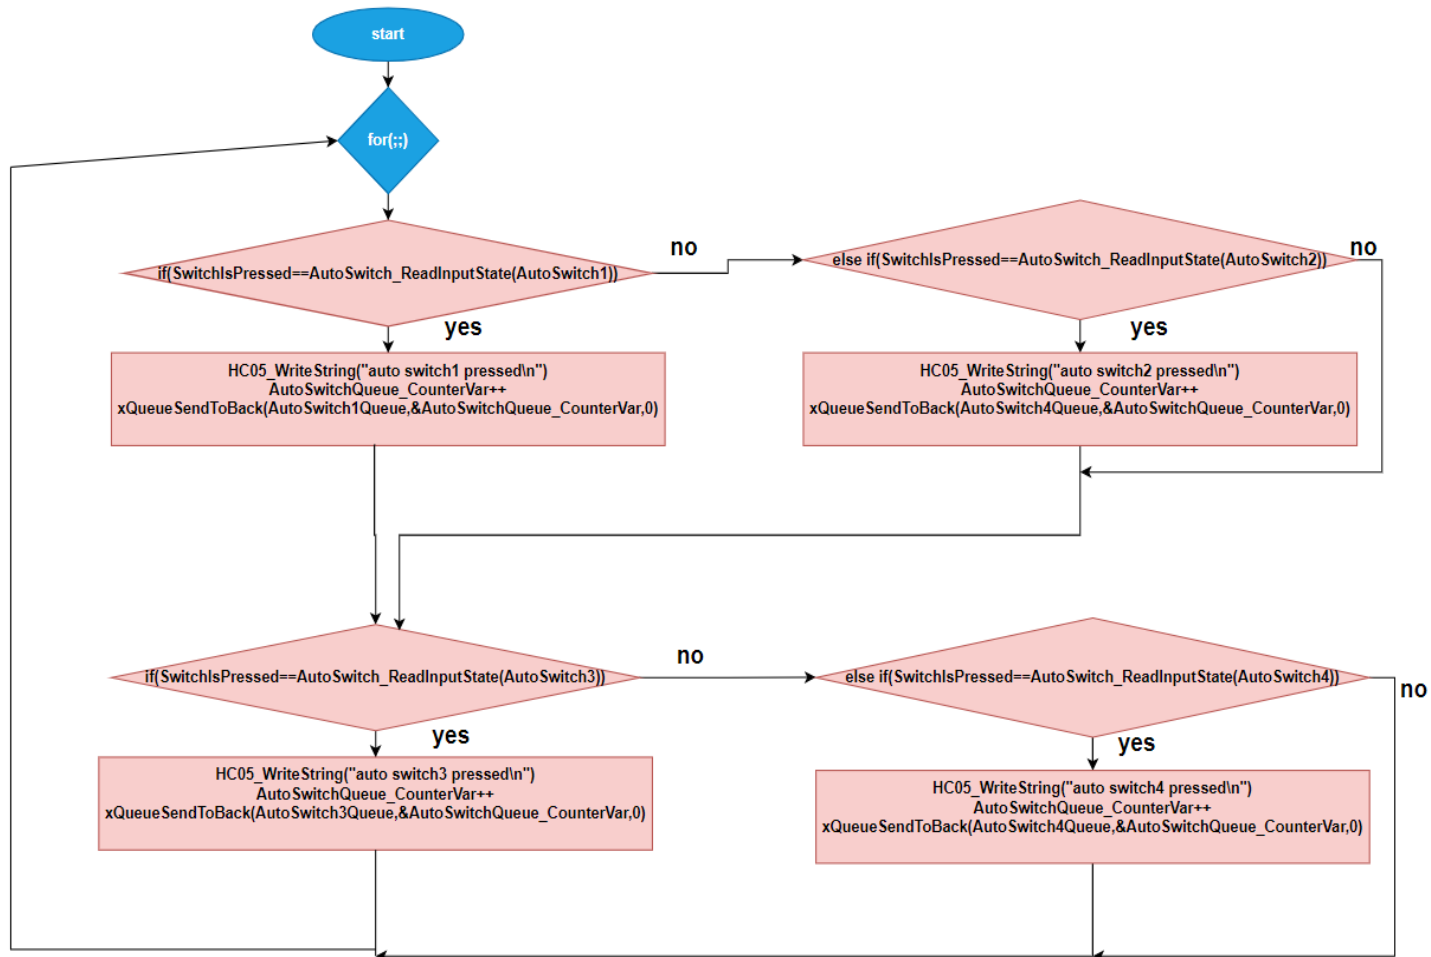 start
for(;;)
if(SwitchIsPressed==AutoSwitch_ReadInputState(AutoSwitch1))
no
else if(SwitchIsPressed==AutoSwitch_ReadInputState(AutoSwitch2))
no
yes
yes
HC05_WriteString("auto switch1 pressed\n")
AutoSwitchQueue_CounterVar++
xQueueSendToBack(AutoSwitch1Queue,&AutoSwitchQueue_CounterVar,0)
HC05_WriteString("auto switch2 pressed\n")
AutoSwitchQueue_CounterVar++
xQueueSendToBack(AutoSwitch4Queue,&AutoSwitchQueue_CounterVar,0)
if(SwitchIsPressed==AutoSwitch_ReadInputState(AutoSwitch3))
no
else if(SwitchIsPressed==AutoSwitch_ReadInputState(AutoSwitch4))
no
yes
yes
HC05_WriteString("auto switch3 pressed\n")
AutoSwitchQueue_CounterVar++
xQueueSendToBack(AutoSwitch3Queue,&AutoSwitchQueue_CounterVar,0)
HC05_WriteString("auto switch4 pressed\n")
AutoSwitchQueue_CounterVar++
xQueueSendToBack(AutoSwitch4Queue,&AutoSwitchQueue_CounterVar,0)